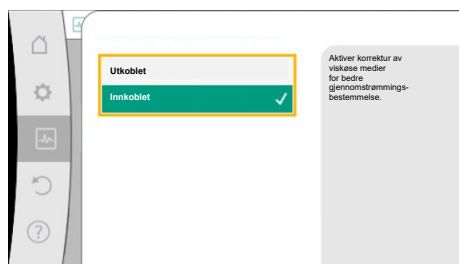 Utkoblet
Innkoblet
Aktiver korrektur av
viskøse medier
for bedre
gjennomstrømmings-
bestemmelse.